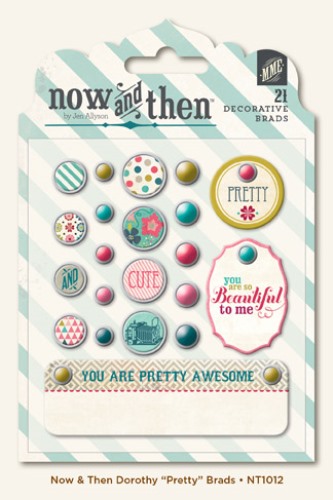 now and then™
by Jen Allyson
MME
21
DECORATIVE
BRADS
PRETTY
AND
CUTE
you
are so
Beautiful
to me
YOU ARE PRETTY AWESOME
Now & Then Dorothy “Pretty” Brads • NT1012